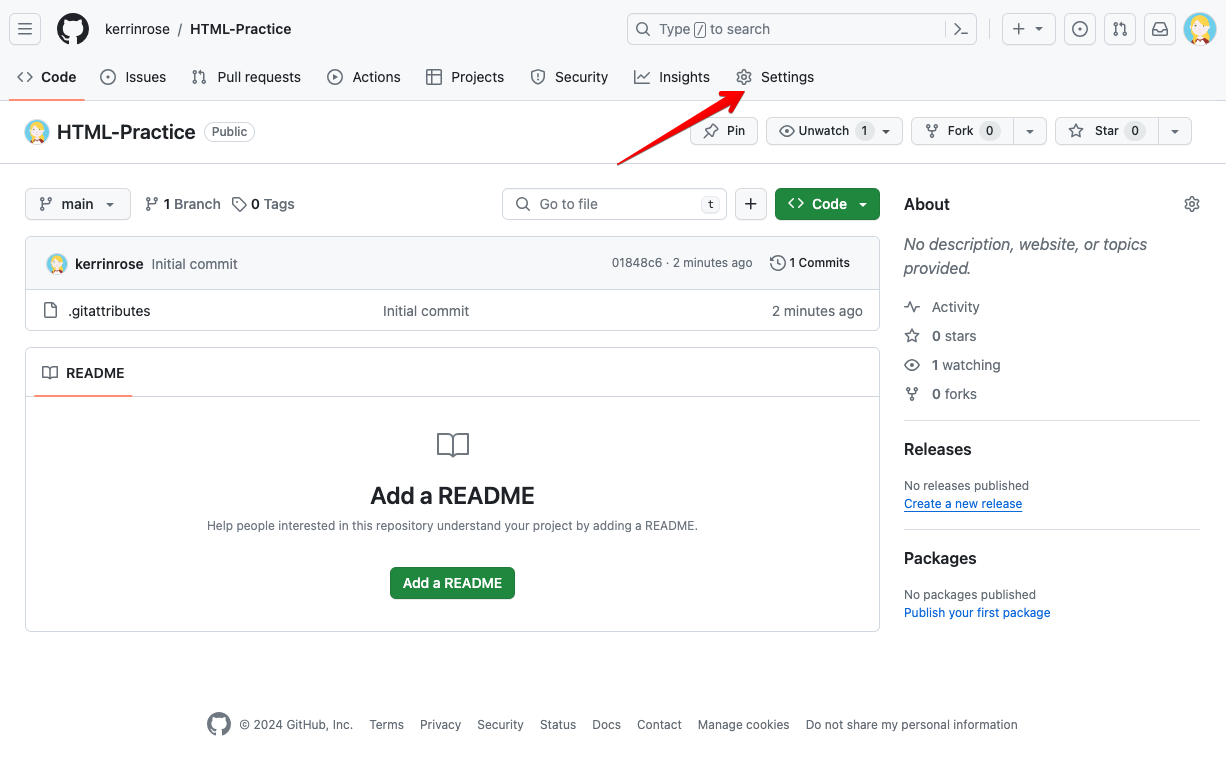 kerrinrose / HTML-Practice
Type / to search
Code Issues Pull requests Actions Projects Security Insights Settings
HTML-Practice Public
Pin Unwatch 1 Fork 0 Star 0
main 1 Branch 0 Tags
Go to file t
Code
kerrinrose Initial commit 01848c6 · 2 minutes ago 1 Commits
.gitattributes Initial commit 2 minutes ago
README
Add a README
Help people interested in this repository understand your project by adding a README.
Add a README
About
No description, website, or topics
provided.
Activity
0 stars
1 watching
0 forks
Releases
No releases published
Create a new release
Packages
No packages published
Publish your first package
© 2024 GitHub, Inc. Terms Privacy Security Status Docs Contact Manage cookies Do not share my personal information